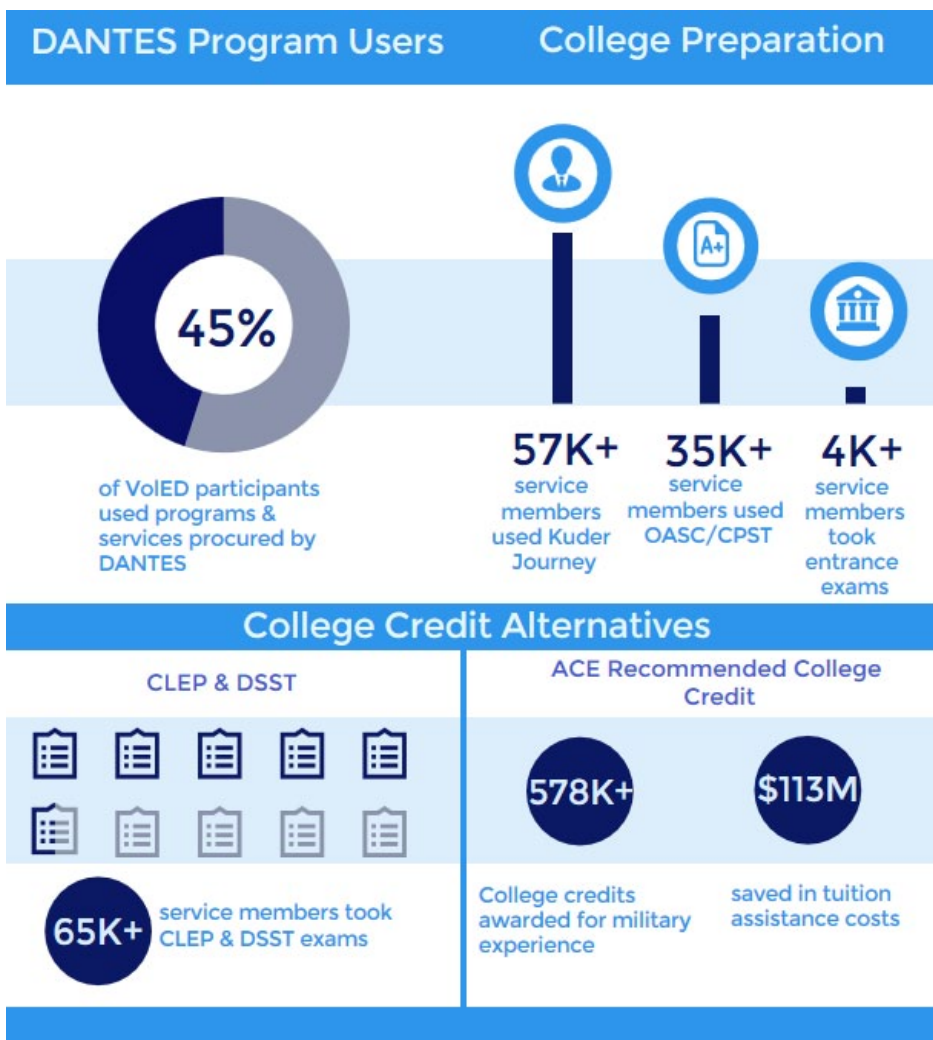 DANTES Program Users
College Preparation
45%
of VolED participants
used programs &
services procured by
DANTES
A+
57K+
service
members
used Kuder
Journey
35K+
service
members used
OASC/CPST
4K+
service
members
took
entrance
exams
College Credit Alternatives
CLEP & DSST
65K+
service members took
CLEP & DSST exams
ACE Recommended College
Credit
578K+
College credits
awarded for military
experience
$113M
saved in tuition
assistance costs